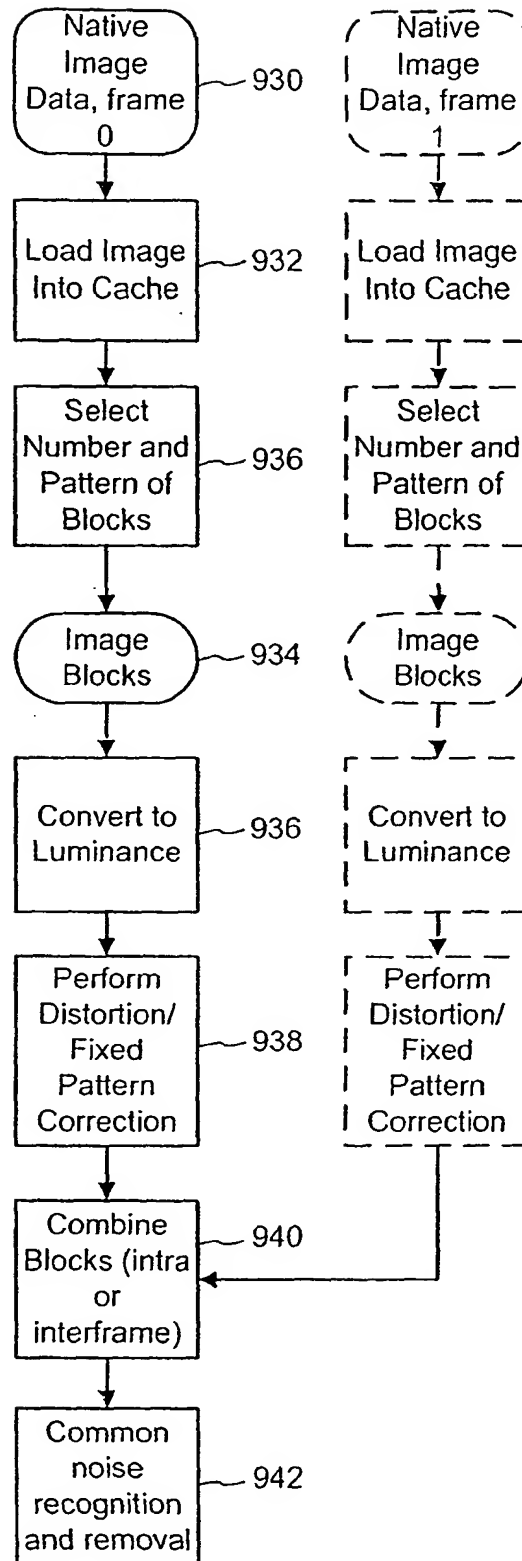 Native
Image
Data, frame
0
930
Load Image
Into Cache
932
Select
Number and
Pattern of
Blocks
936
Image
Blocks
934
Convert to
Luminance
936
Perform
Distortion/
Fixed
Pattern
Correction
938
Combine
Blocks (intra
or
interframe)
940
Common
noise
recognition
and removal
942
Native
Image
Data, frame
1
Load Image
Into Cache
Select
Number and
Pattern of
Blocks
Image
Blocks
Convert to
Luminance
Perform
Distortion/
Fixed
Pattern
Correction